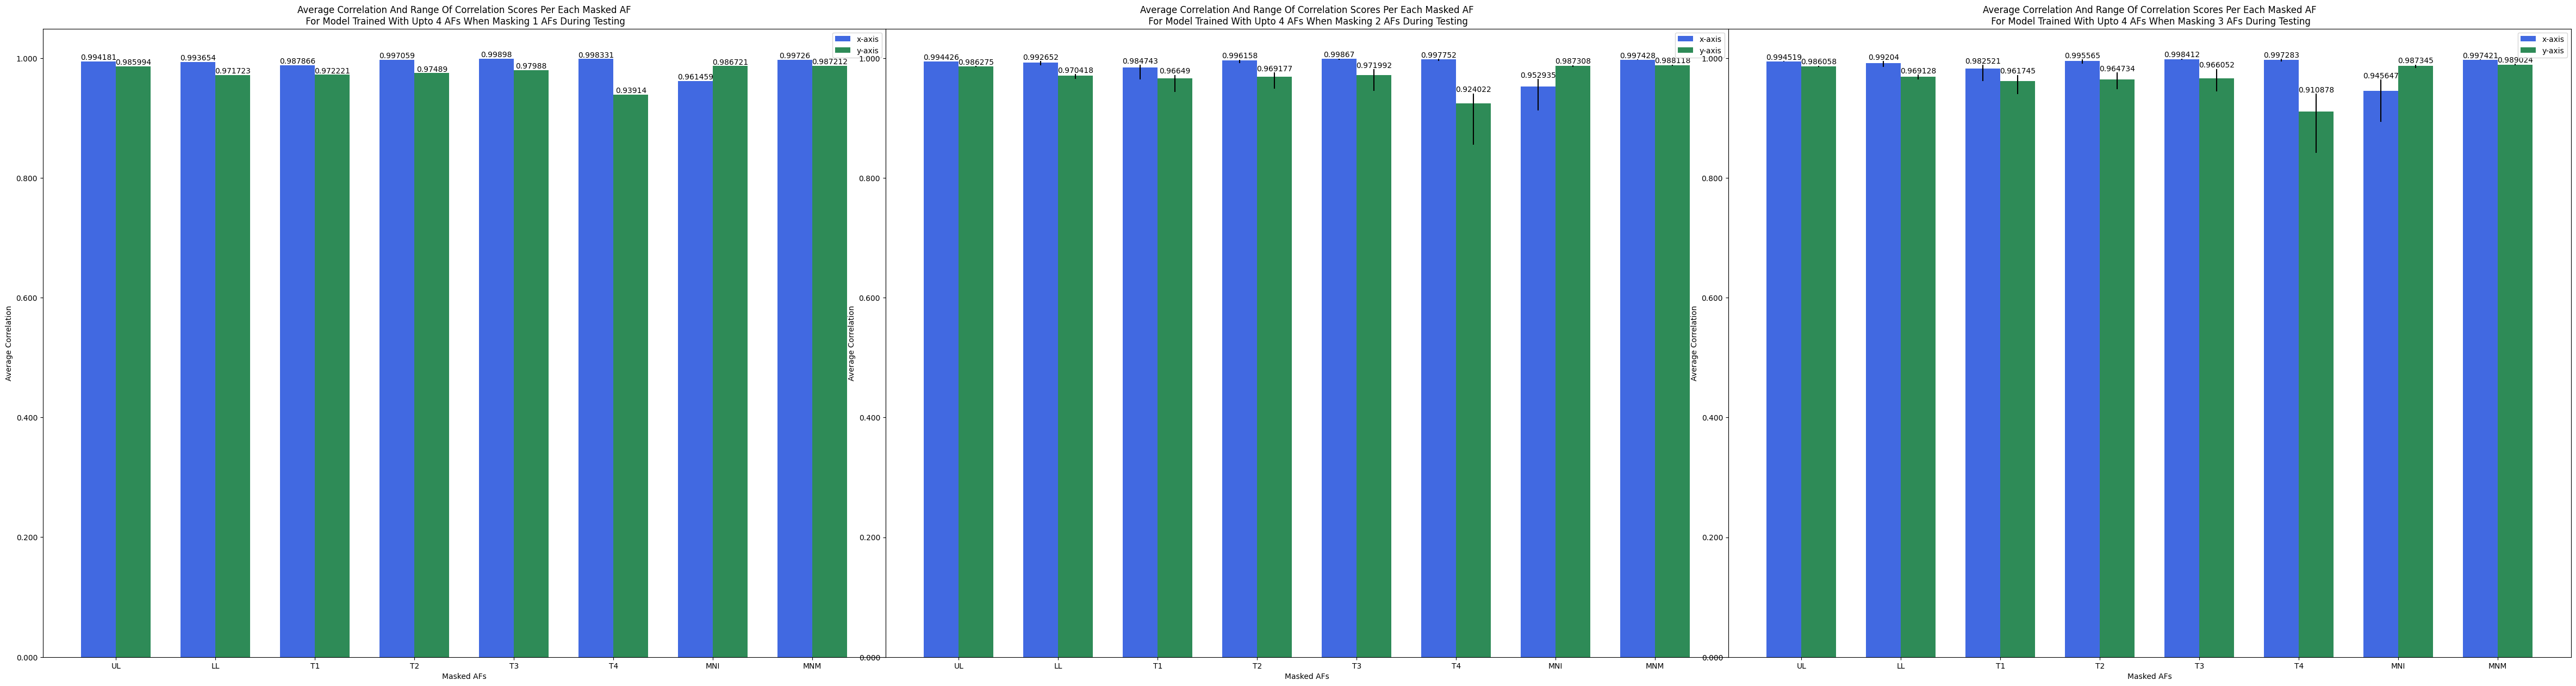 Average Correlation And Range Of Correlation Scores Per Each Masked AF
For Model Trained With Upto 4 AFs When Masking 1 AFs During Testing
x-axis
y-axis
0.994181
0.985994
0.993654
0.971723
0.987866
0.972221
0.997059
0.97489
0.99898
0.97988
0.998331
0.93914
0.961459
0.986721
0.99726
0.987212
1.000
0.800
0.600
0.400
0.200
0.000
Average Correlation
UL
LL
T1
T2
T3
T4
MNI
MNM
Masked AFs
Average Correlation And Range Of Correlation Scores Per Each Masked AF
For Model Trained With Upto 4 AFs When Masking 2 AFs During Testing
x-axis
y-axis
0.994426
0.986275
0.992652
0.970418
0.984743
0.96649
0.996158
0.969177
0.99867
0.971992
0.997752
0.924022
0.952935
0.987308
0.997428
0.988118
1.000
0.800
0.600
0.400
0.200
0.000
Average Correlation
UL
LL
T1
T2
T3
T4
MNI
MNM
Masked AFs
Average Correlation And Range Of Correlation Scores Per Each Masked AF
For Model Trained With Upto 4 AFs When Masking 3 AFs During Testing
x-axis
y-axis
0.994519
0.986058
0.99204
0.969128
0.982521
0.961745
0.995565
0.964734
0.998412
0.966052
0.997283
0.910878
0.945647
0.987345
0.997421
0.989024
1.000
0.800
0.600
0.400
0.200
0.000
Average Correlation
UL
LL
T1
T2
T3
T4
MNI
MNM
Masked AFs